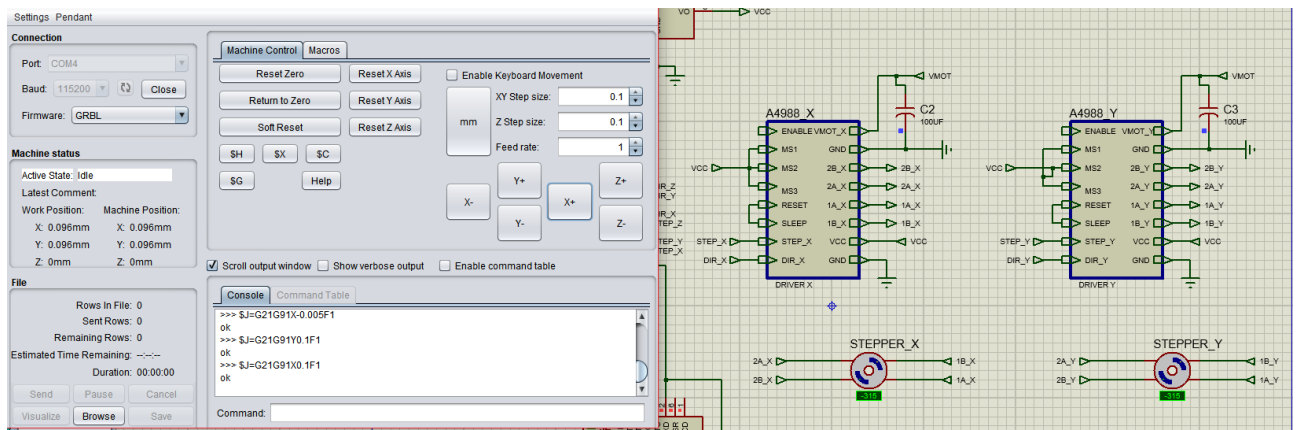 Settings Pendant
Connection
Port: COM4
Baud: 115200 Close
Firmware: GRBL
Machine status
Active State: Idle
Latest Comment:
Work Position: Machine Position:
X: 0.096mm X: 0.096mm
Y: 0.096mm Y: 0.096mm
Z: 0mm Z: 0mm
File
Rows In File: 0
Sent Rows: 0
Remaining Rows: 0
Estimated Time Remaining: --:--:--
Duration: 00:00:00
Send Pause Cancel
Visualize Browse Save
Machine Control Macros
Reset Zero Reset X Axis
Return to Zero Reset Y Axis
Soft Reset Reset Z Axis
$H $X $C
$G Help
Enable Keyboard Movement
mm
XY Step size: 0.1
Z Step size: 0.1
Feed rate: 1
Y+ Z+
X- X+
Y- Z-
Scroll output window Show verbose output Enable command table
Console Command Table
>>> $J=G21G91X-0.005F1
ok
>>> $J=G21G91Y0.1F1
ok
>>> $J=G21G91X0.1F1
ok
Command:
VO VCC
VMOT
C2
100UF
A4988_X
ENABLE VMOT_X
MS1 GND
VCC MS2 2B_X 2B_X
MS3 2A_X 2A_X
RESET 1A_X 1A_X
SLEEP 1B_X 1B_X
STEP_X STEP_X VCC VCC
DIR_X DIR_X GND
DRIVER X
STEPPER_X
2A_X 1B_X
2B_X 1A_X
-315
VMOT
C3
100UF
A4988_Y
ENABLE VMOT_Y
MS1 GND
VCC MS2 2B_Y 2B_Y
MS3 2A_Y 2A_Y
RESET 1A_Y 1A_Y
SLEEP 1B_Y 1B_Y
STEP_Y STEP_Y VCC VCC
DIR_Y DIR_Y GND
DRIVER Y
STEPPER_Y
2A_Y 1B_Y
2B_Y 1A_Y
-315